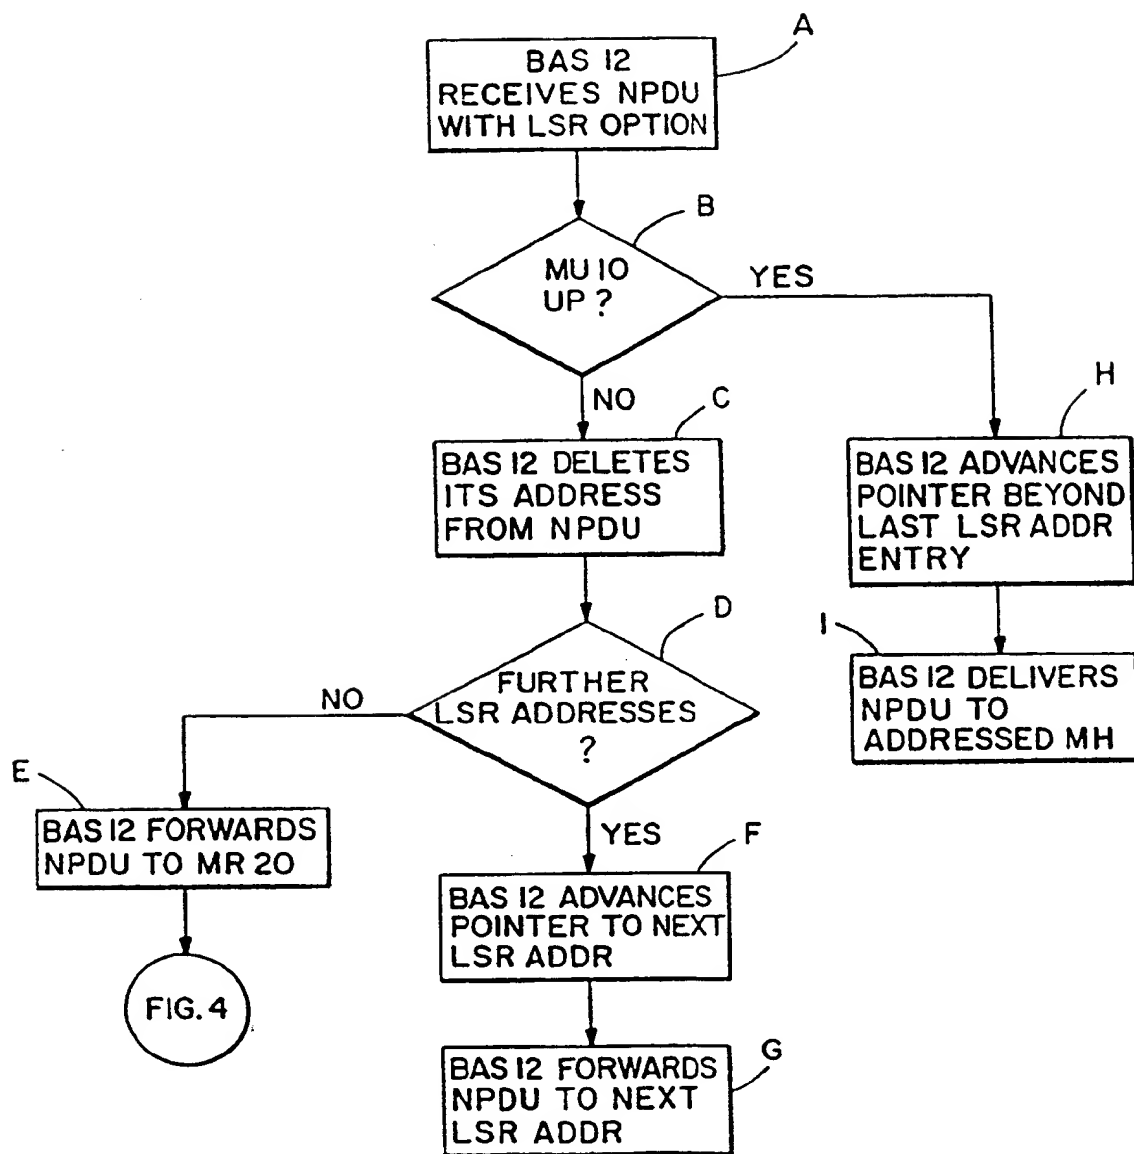 A
BAS 12
RECEIVES NPDU
WITH LSR OPTION
B
MU 10
UP ?
YES
NO
C
H
BAS 12 DELETES
ITS ADDRESS
FROM NPDU
BAS 12 ADVANCES
POINTER BEYOND
LAST LSR ADDR
ENTRY
D
FURTHER
LSR ADDRESSES
?
NO
YES
I
BAS 12 DELIVERS
NPDU TO
ADDRESSED MH
E
BAS 12 FORWARDS
NPDU TO MR 20
FIG. 4
F
BAS 12 ADVANCES
POINTER TO NEXT
LSR ADDR
G
BAS 12 FORWARDS
NPDU TO NEXT
LSR ADDR